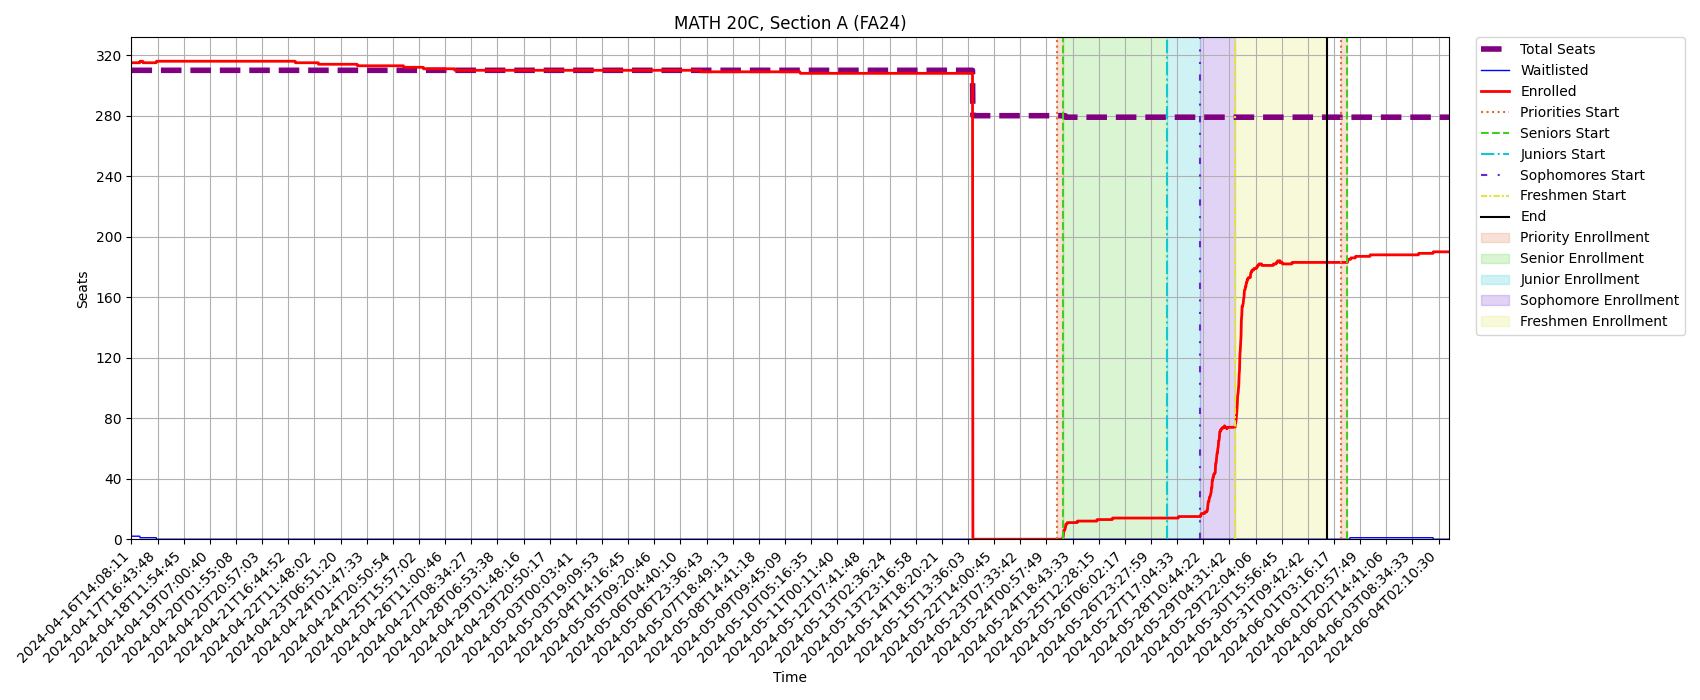 MATH 20C, Section A (FA24)
320
280
240
200
160
120
80
40
0
Seats
2024-04-16T14:08:11
2024-04-17T16:43:48
2024-04-18T11:54:45
2024-04-19T07:00:40
2024-04-20T01:55:08
2024-04-20T20:57:03
2024-04-21T16:44:52
2024-04-22T11:48:02
2024-04-23T06:51:20
2024-04-24T01:47:33
2024-04-24T20:50:54
2024-04-25T15:57:02
2024-04-26T11:00:46
2024-04-27T08:34:27
2024-04-28T06:53:38
2024-04-29T01:48:16
2024-04-29T20:50:17
2024-05-03T00:03:41
2024-05-03T19:09:53
2024-05-04T14:16:45
2024-05-05T09:20:46
2024-05-06T04:40:10
2024-05-06T23:36:43
2024-05-07T18:49:13
2024-05-08T14:41:18
2024-05-09T09:45:09
2024-05-10T05:16:35
2024-05-11T00:11:40
2024-05-12T07:41:48
2024-05-13T02:36:24
2024-05-13T23:16:58
2024-05-14T18:20:21
2024-05-15T13:36:03
2024-05-22T14:00:45
2024-05-23T07:33:42
2024-05-24T00:57:49
2024-05-24T18:43:33
2024-05-25T12:28:15
2024-05-26T06:02:17
2024-05-26T23:27:59
2024-05-27T17:04:33
2024-05-28T10:44:22
2024-05-29T04:31:42
2024-05-29T22:04:06
2024-05-30T15:56:45
2024-05-31T09:42:42
2024-06-01T03:16:17
2024-06-01T20:57:49
2024-06-02T14:41:06
2024-06-03T08:34:33
2024-06-04T02:10:30
Time
Total Seats
Waitlisted
Enrolled
Priorities Start
Seniors Start
Juniors Start
Sophomores Start
Freshmen Start
End
Priority Enrollment
Senior Enrollment
Junior Enrollment
Sophomore Enrollment
Freshmen Enrollment